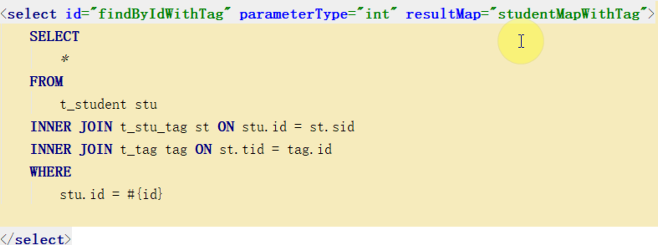 <select id="findByIdWithTag" parameterType="int" resultMap="studentMapWithTag">
SELECT
*
FROM
t_student stu
INNER JOIN t_stu_tag st ON stu.id = st.sid
INNER JOIN t_tag tag ON st.tid = tag.id
WHERE
stu.id = #{id}
</select>